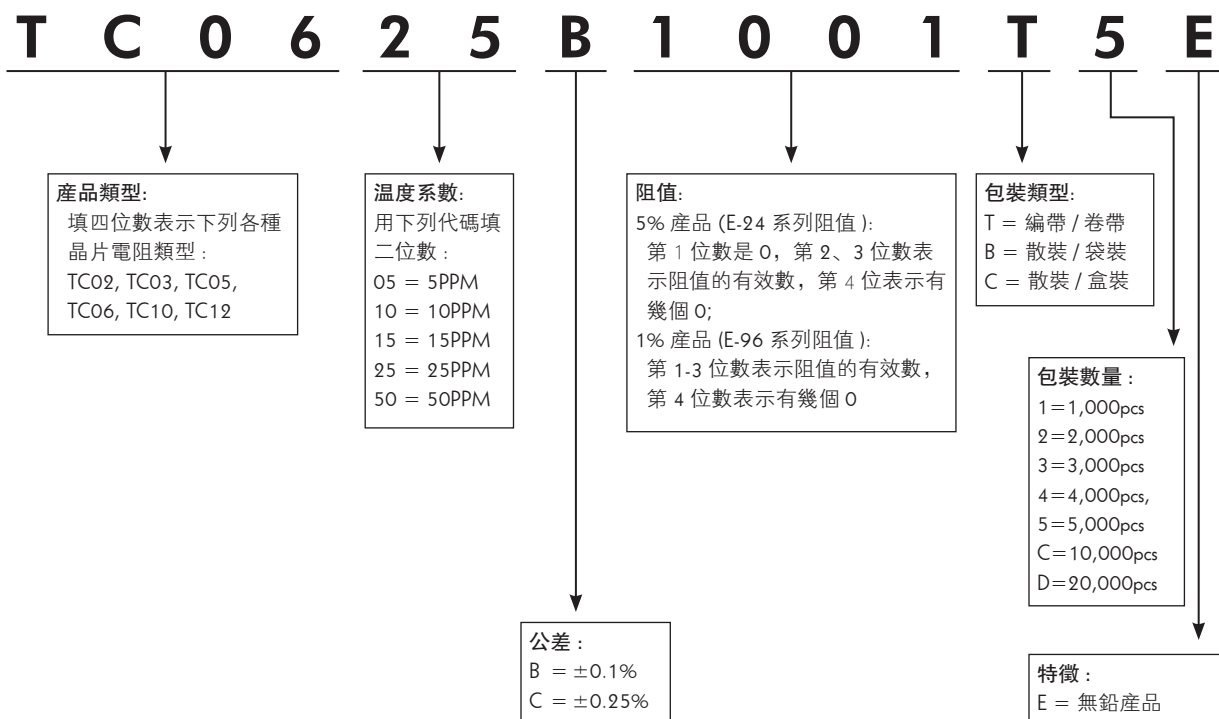 T C 0 6 2 5 B 1 0 0 1 T 5 E
産品類型:
填四位數表示下列各種
晶片電阻類型 :
TC02, TC03, TC05,
TC06, TC10, TC12
温度系數:
用下列代碼填
二位數 :
05 = 5PPM
10 = 10PPM
15 = 15PPM
25 = 25PPM
50 = 50PPM
阻值:
5% 産品 (E-24 系列阻值 ):
第 1 位數是 0，第 2、3 位數表
示阻值的有效數，第 4 位表示有
幾個 0;
1% 産品 (E-96 系列阻值 ):
第 1-3 位數表示阻值的有效數，
第 4 位數表示有幾個 0
包裝類型:
T = 編帶 / 卷帶
B = 散裝 / 袋裝
C = 散裝 / 盒裝
包裝數量 :
1＝1,000pcs
2＝2,000pcs
3＝3,000pcs
4＝4,000pcs,
5＝5,000pcs
C＝10,000pcs
D＝20,000pcs
公差 :
B = ±0.1%
C = ±0.25%
特徵 :
E = 無鉛産品